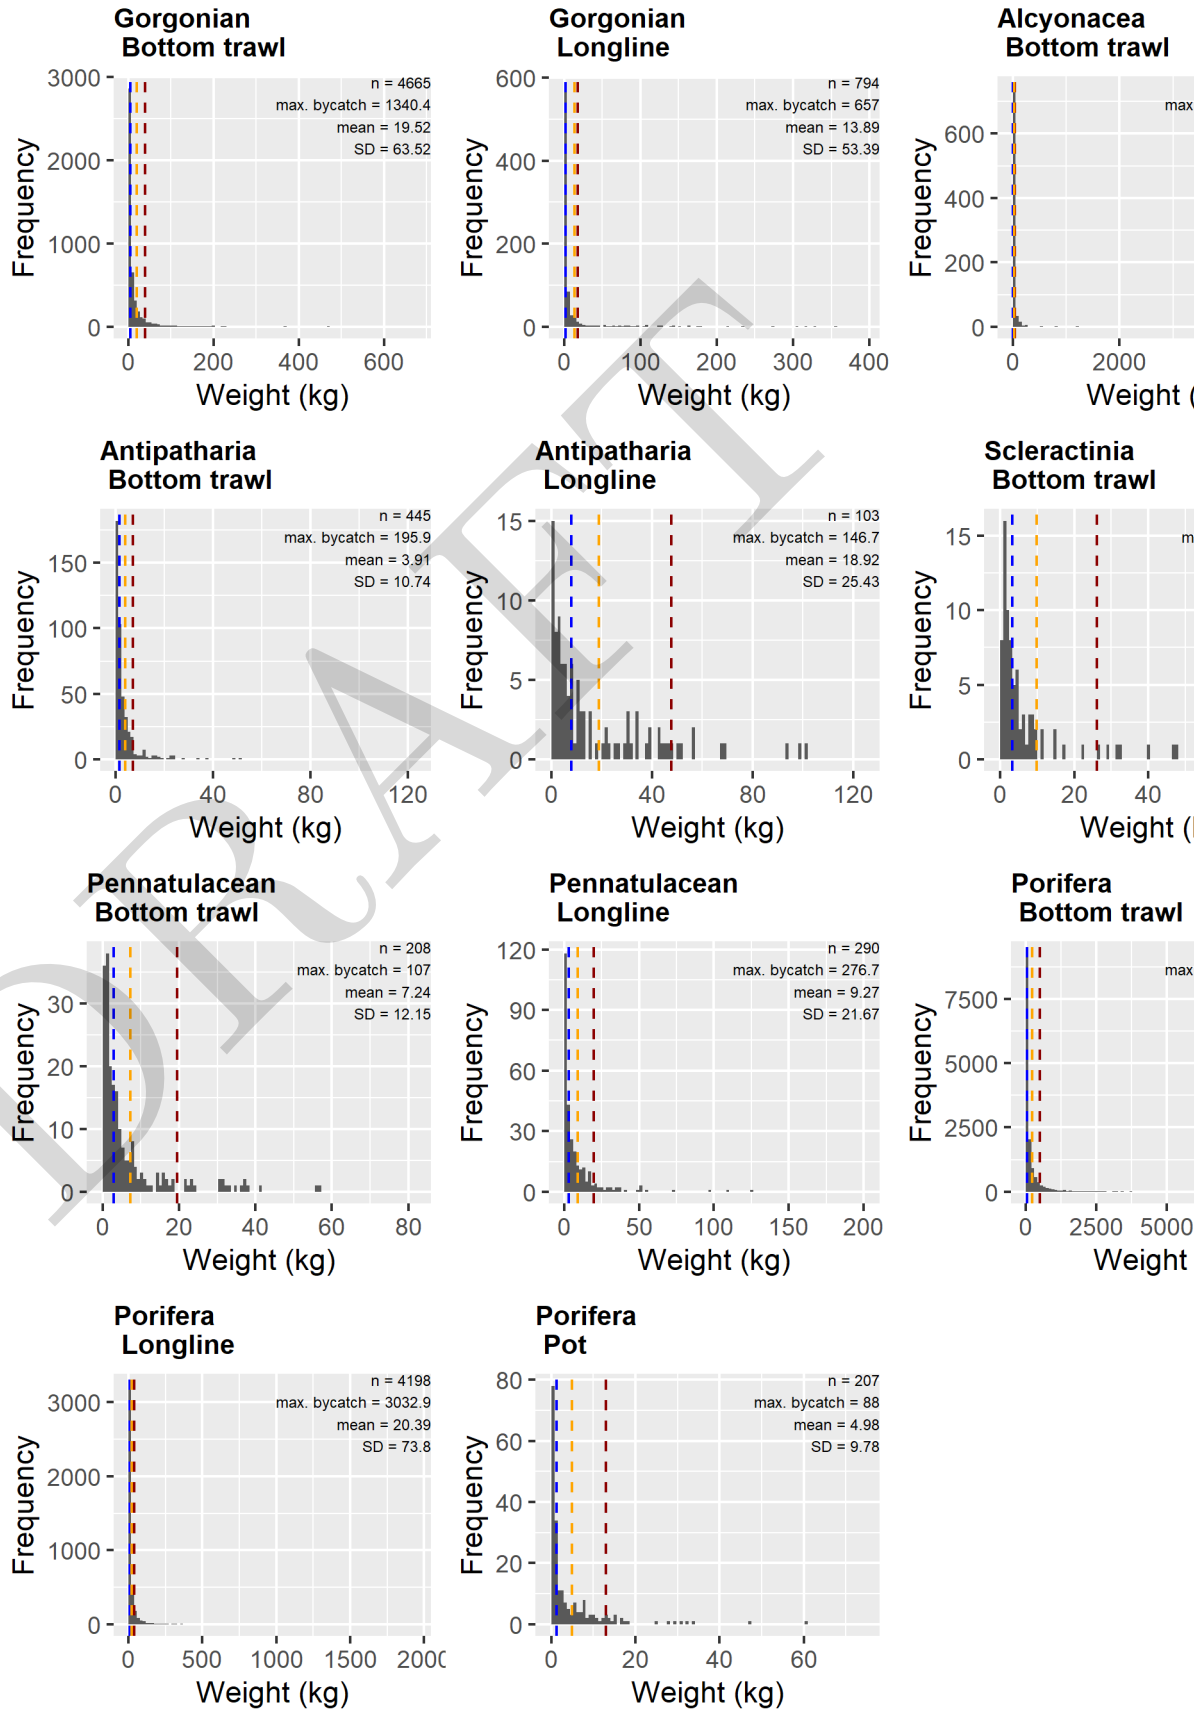 Gorgonian
Bottom trawl
n = 4665
max. bycatch = 1340.4
mean = 19.52
SD = 63.52
3000
2000
1000
0
Frequency
0 200 400 600
Weight (kg)
Gorgonian
Longline
n = 794
max. bycatch = 657
mean = 13.89
SD = 53.39
600
400
200
0
Frequency
0 100 200 300 400
Weight (kg)
Alcyonacea
Bottom trawl
max.
600
400
200
0
Frequency
0 2000
Weight (
Antipatharia
Bottom trawl
n = 445
max. bycatch = 195.9
mean = 3.91
SD = 10.74
150
100
50
0
Frequency
0 40 80 120
Weight (kg)
Antipatharia
Longline
n = 103
max. bycatch = 146.7
mean = 18.92
SD = 25.43
15
10
5
0
Frequency
0 40 80 120
Weight (kg)
Scleractinia
Bottom trawl
m
15
10
5
0
Frequency
0 20 40
Weight (
Pennatulacean
Bottom trawl
n = 208
max. bycatch = 107
mean = 7.24
SD = 12.15
30
20
10
0
Frequency
0 20 40 60 80
Weight (kg)
Pennatulacean
Longline
n = 290
max. bycatch = 276.7
mean = 9.27
SD = 21.67
120
90
60
30
0
Frequency
0 50 100 150 200
Weight (kg)
Porifera
Bottom trawl
max.
7500
5000
2500
0
Frequency
0 2500 5000
Weight
Porifera
Longline
n = 4198
max. bycatch = 3032.9
mean = 20.39
SD = 73.8
3000
2000
1000
0
Frequency
0 500 1000 1500 2000
Weight (kg)
Porifera
Pot
n = 207
max. bycatch = 88
mean = 4.98
SD = 9.78
80
60
40
20
0
Frequency
0 20 40 60
Weight (kg)
DRAFT